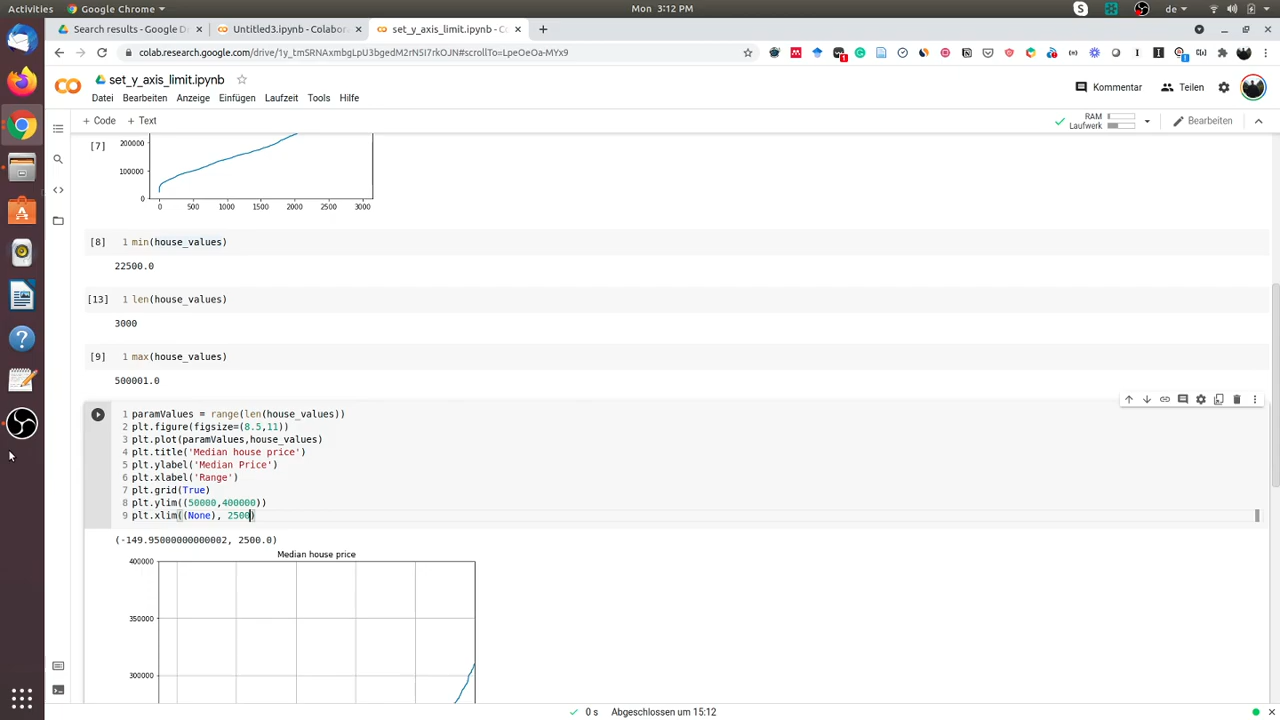 Activities
Google Chrome
Mon 3:12 PM
de
Search results - Google D
Untitled3.ipynb - Colabora
set_y_axis_limit.ipynb - Co
colab.research.google.com/drive/1y_tmSRNAxmbgLpU3bgedM2rN5I7rkOJN#scrollTo=LpeOeOa-MYx9
set_y_axis_limit.ipynb
Kommentar
Teilen
Datei Bearbeiten Anzeige Einfügen Laufzeit Tools Hilfe
+ Code + Text
RAM
Laufwerk
Bearbeiten
[7]
200000
100000
0
0 500 1000 1500 2000 2500 3000
[8] 1 min(house_values)
22500.0
[13] 1 len(house_values)
3000
[9] 1 max(house_values)
500001.0
1 paramValues = range(len(house_values))
2 plt.figure(figsize=(8.5,11))
3 plt.plot(paramValues,house_values)
4 plt.title('Median house price')
5 plt.ylabel('Median Price')
6 plt.xlabel('Range')
7 plt.grid(True)
8 plt.ylim((50000,400000))
9 plt.xlim((None), 2500)
(-149.95000000000002, 2500.0)
Median house price
400000
350000
300000
0 s Abgeschlossen um 15:12